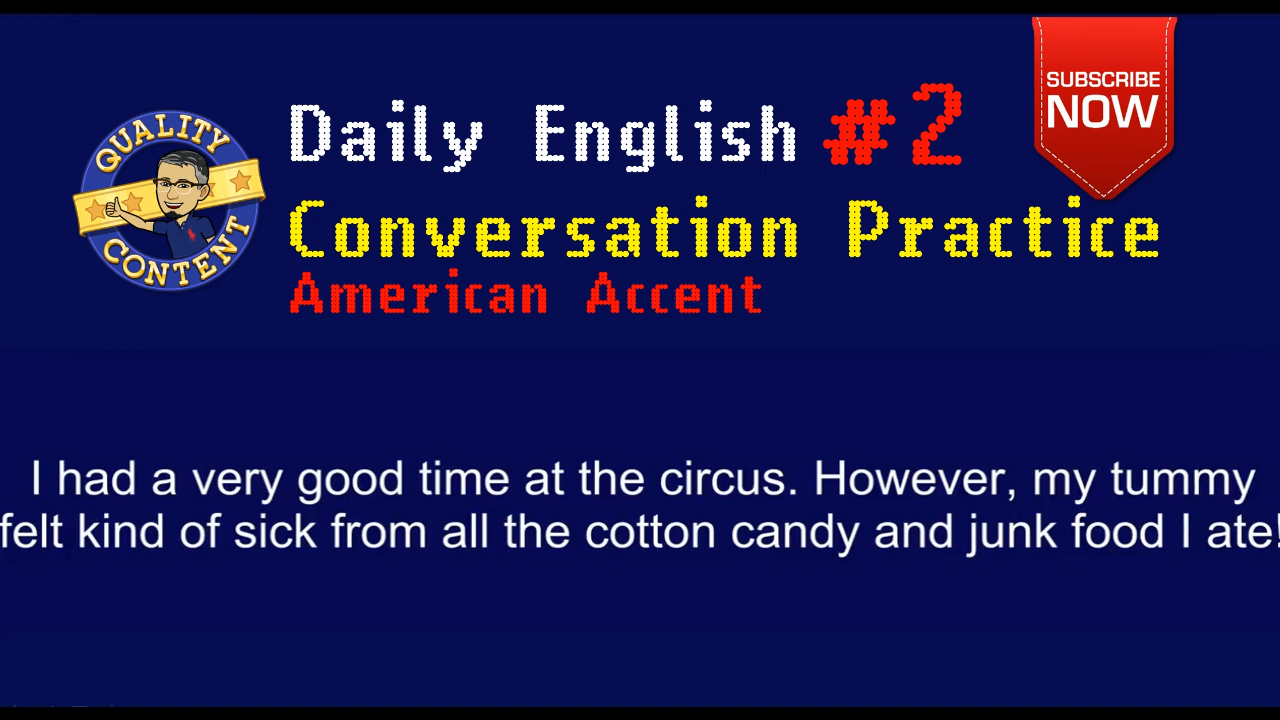 QUALITY
CONTENT
Daily English #2
SUBSCRIBE
NOW
Conversation Practice
American Accent
I had a very good time at the circus. However, my tummy
felt kind of sick from all the cotton candy and junk food I ate!